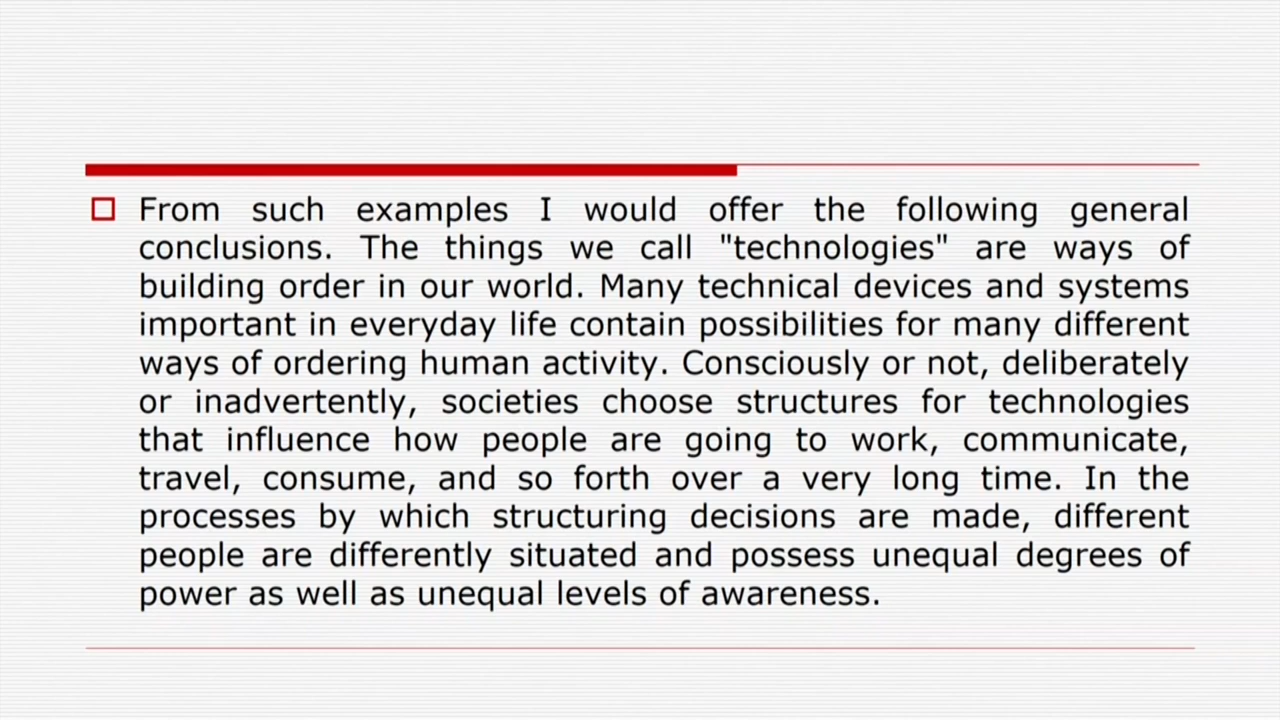 From such examples I would offer the following general
conclusions. The things we call "technologies" are ways of
building order in our world. Many technical devices and systems
important in everyday life contain possibilities for many different
ways of ordering human activity. Consciously or not, deliberately
or inadvertently, societies choose structures for technologies
that influence how people are going to work, communicate,
travel, consume, and so forth over a very long time. In the
processes by which structuring decisions are made, different
people are differently situated and possess unequal degrees of
power as well as unequal levels of awareness.